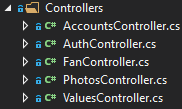 Controllers
C# AccountsController.cs
C# AuthController.cs
C# FanController.cs
C# PhotosController.cs
C# ValuesController.cs